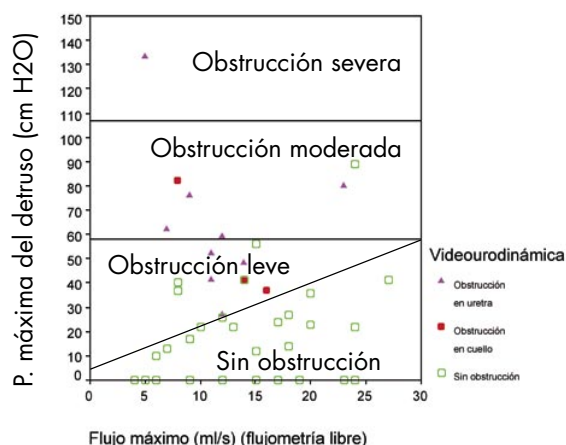 P. máxima del detruso (cm H2O)
150
140
130
120
110
100
90
80
70
60
50
40
30
20
10
0
Obstrucción severa
Obstrucción moderada
Obstrucción leve
Sin obstrucción
0
5
10
15
20
25
30
Flujo máximo (ml/s) (flujometría libre)
Videourodinámica
Obstrucción
en uretra
Obstrucción
en cuello
Sin obstrucción